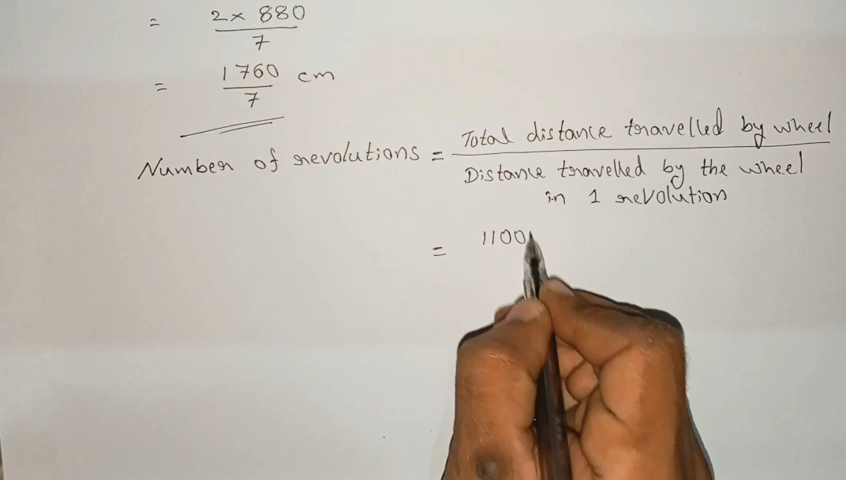 = 2 × 880 / 7
= 1760 / 7 cm
Number of revolutions = Total distance travelled by wheel / Distance travelled by the wheel
in 1 revolution
= 1100